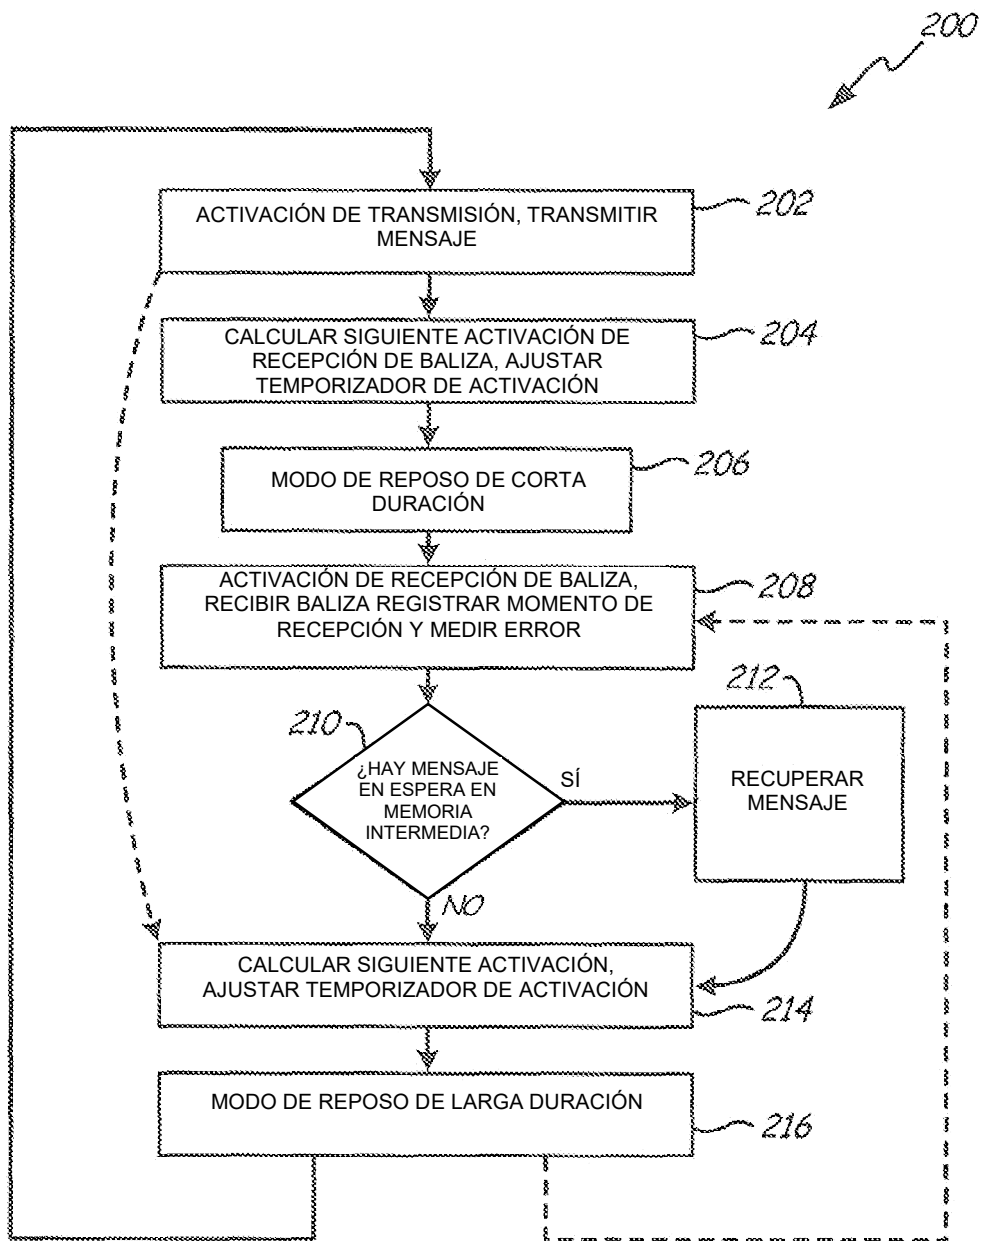 200
ACTIVACIÓN DE TRANSMISIÓN, TRANSMITIR
MENSAJE
202
CALCULAR SIGUIENTE ACTIVACIÓN DE
RECEPCIÓN DE BALIZA, AJUSTAR
TEMPORIZADOR DE ACTIVACIÓN
204
MODO DE REPOSO DE CORTA
DURACIÓN
206
ACTIVACIÓN DE RECEPCIÓN DE BALIZA,
RECIBIR BALIZA REGISTRAR MOMENTO DE
RECEPCIÓN Y MEDIR ERROR
208
210
¿HAY MENSAJE
EN ESPERA EN
MEMORIA
INTERMEDIA?
SÍ
212
RECUPERAR
MENSAJE
NO
CALCULAR SIGUIENTE ACTIVACIÓN,
AJUSTAR TEMPORIZADOR DE ACTIVACIÓN
214
MODO DE REPOSO DE LARGA DURACIÓN
216